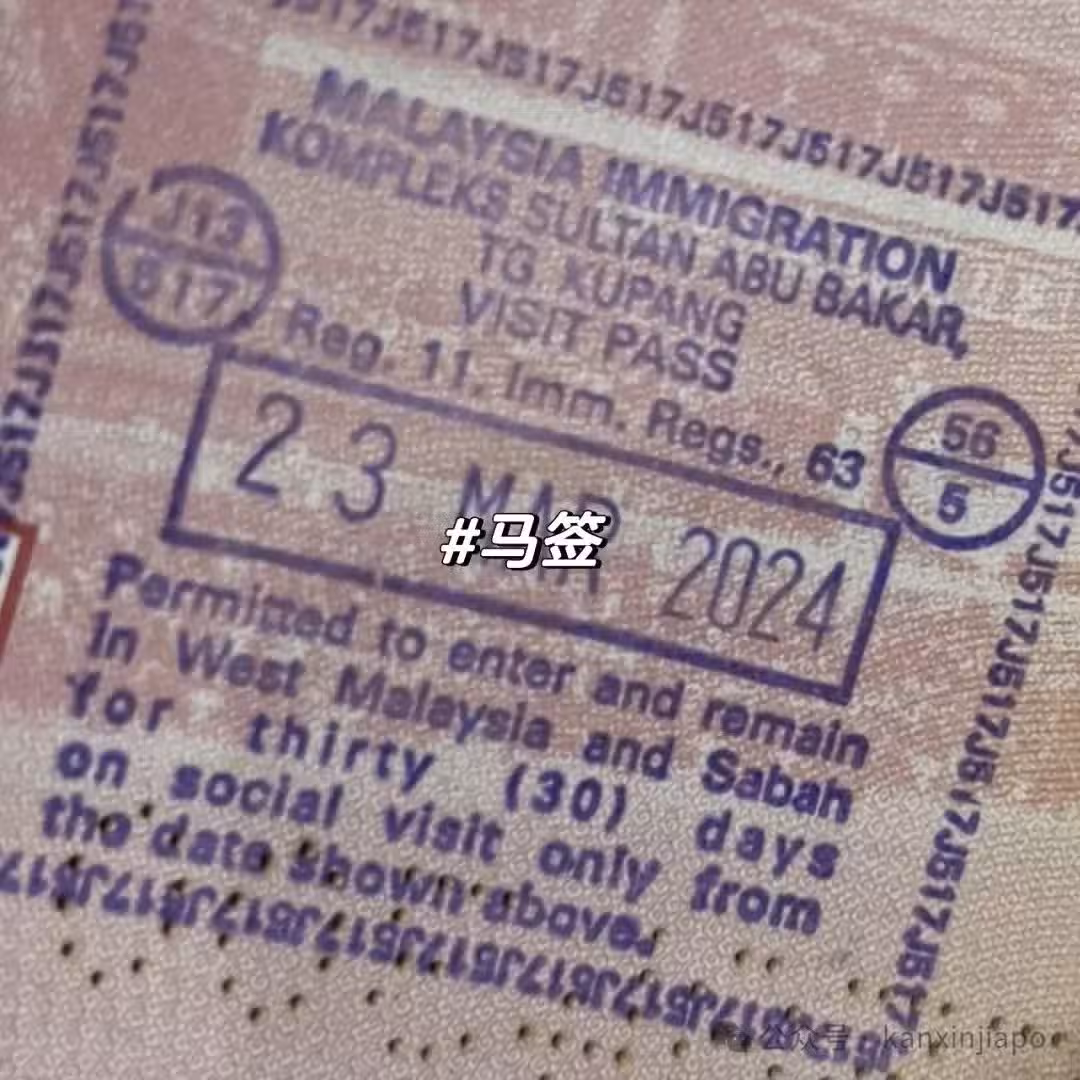 J517J517J517J517J517J517J517J517J517
MALAYSIA IMMIGRATION
KOMPLEKS SULTAN ABU BAKAR,
TG. KUPANG
VISIT PASS
J13
517
Reg. 11. Imm. Regs., 63
56
5
23 MAR 2024
#马签
Permitted to enter and remain
in West Malaysia and Sabah
for thirty (30) days
on social visit only from
the date shown above.
公众号 · kanxinjiapo